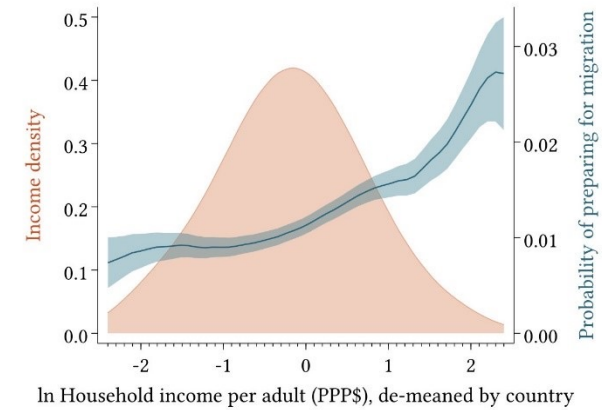 Income density
0.5
0.4
0.3
0.2
0.1
0.0
0.03
0.02
0.01
0.00
Probability of preparing for migration
-2 -1 0 1 2
ln Household income per adult (PPP$), de-meaned by country